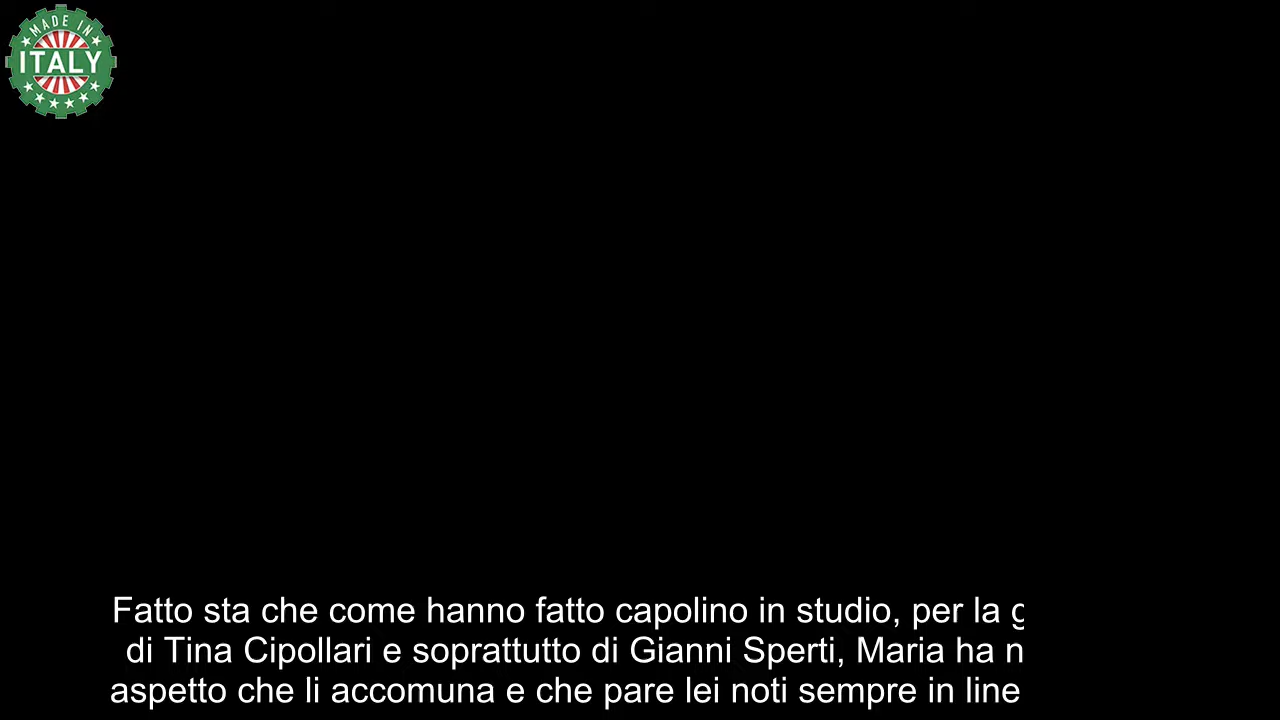 MADE IN
ITALY
Fatto sta che come hanno fatto capolino in studio, per la
di Tina Cipollari e soprattutto di Gianni Sperti, Maria ha
aspetto che li accomuna e che pare lei noti sempre in line